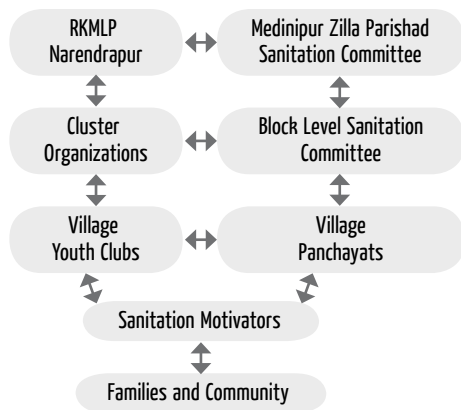 RKMLP
Narendrapur
Medinipur Zilla Parishad
Sanitation Committee
Cluster
Organizations
Block Level Sanitation
Committee
Village
Youth Clubs
Village
Panchayats
Sanitation Motivators
Families and Community